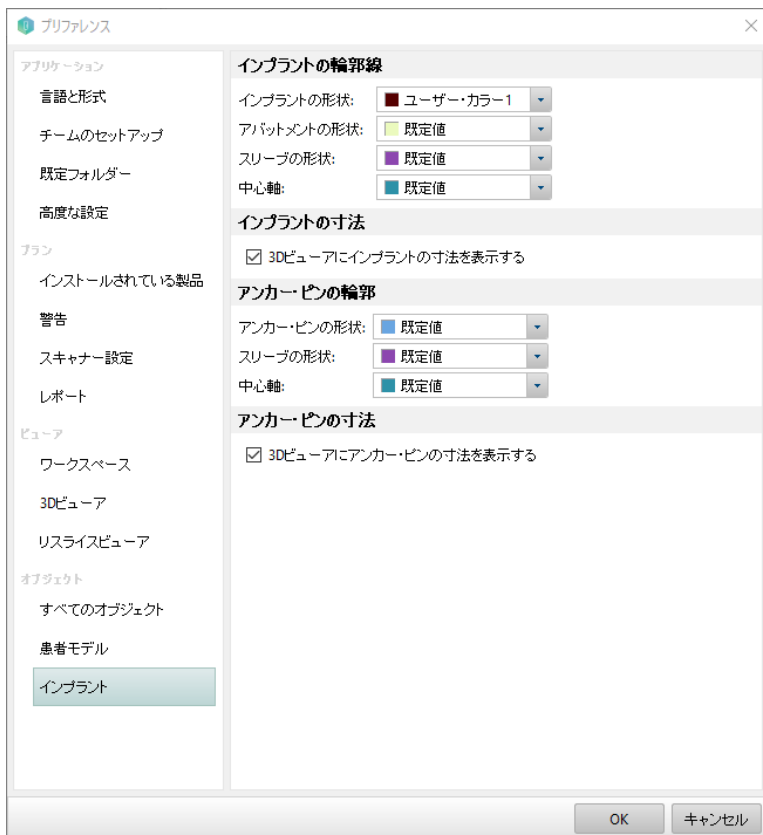 プリファレンス
アプリケーション
言語と形式
チームのセットアップ
既定フォルダー
高度な設定
プラン
インストールされている製品
警告
スキャナー設定
レポート
ビューア
ワークスペース
3Dビューア
リスライスビューア
オブジェクト
すべてのオブジェクト
患者モデル
インプラント
インプラントの輪郭線
インプラントの形状: ユーザー・カラー1
アバットメントの形状: 既定値
スリーブの形状: 既定値
中心軸: 既定値
インプラントの寸法
3Dビューアにインプラントの寸法を表示する
アンカー・ピンの輪郭
アンカー・ピンの形状: 既定値
スリーブの形状: 既定値
中心軸: 既定値
アンカー・ピンの寸法
3Dビューアにアンカー・ピンの寸法を表示する
OK キャンセル